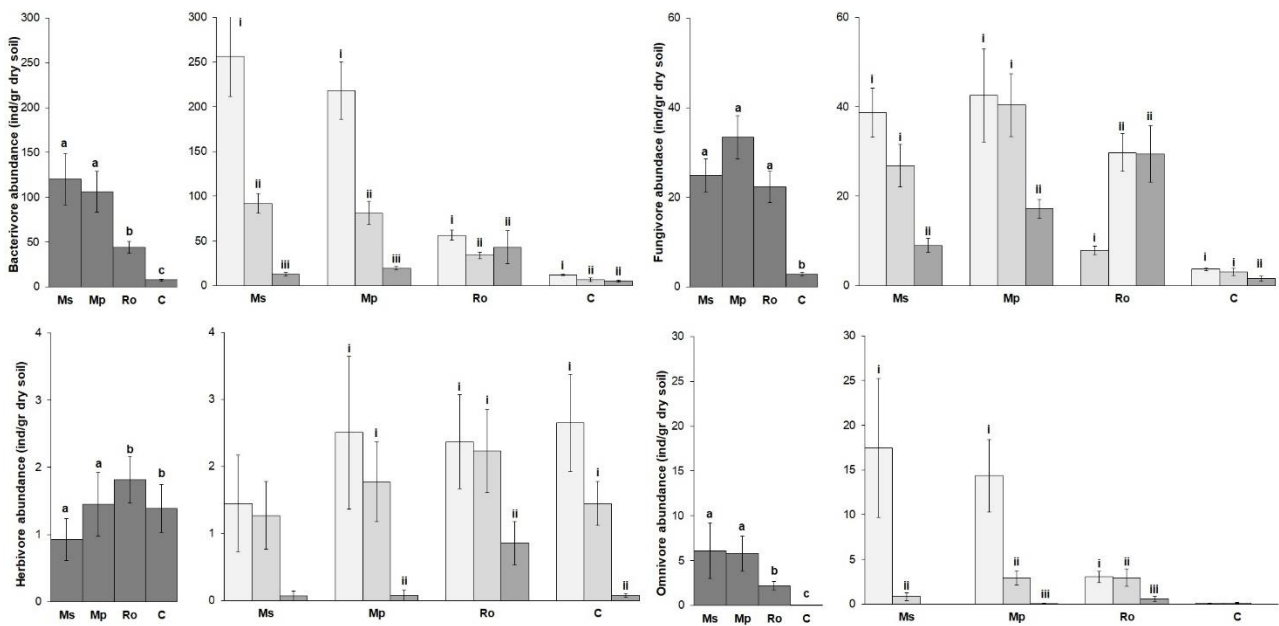 Bacterivore abundance (ind/gr dry soil)
300
250
200
150
100
50
0
a
a
b
c
Ms Mp Ro C
300
250
200
150
100
50
0
i
ii
iii
i
ii
iii
i
ii
ii
i
ii
ii
Ms Mp Ro C
Fungivore abundace (ind/gr dry soil)
60
40
20
0
a
a
a
b
Ms Mp Ro C
60
40
20
0
i
i
ii
i
i
ii
i
ii
ii
i
i
ii
Ms Mp Ro C
Herbivore abundance (ind/gr dry soil)
4
3
2
1
0
a
a
b
b
Ms Mp Ro C
4
3
2
1
0
i
i
ii
i
i
ii
i
i
ii
Ms Mp Ro C
Omnivore abundance (ind/gr dry soil)
30
25
20
15
10
5
0
a
a
b
c
Ms Mp Ro C
30
25
20
15
10
5
0
i
ii
i
ii
iii
i
ii
iii
Ms Mp Ro C